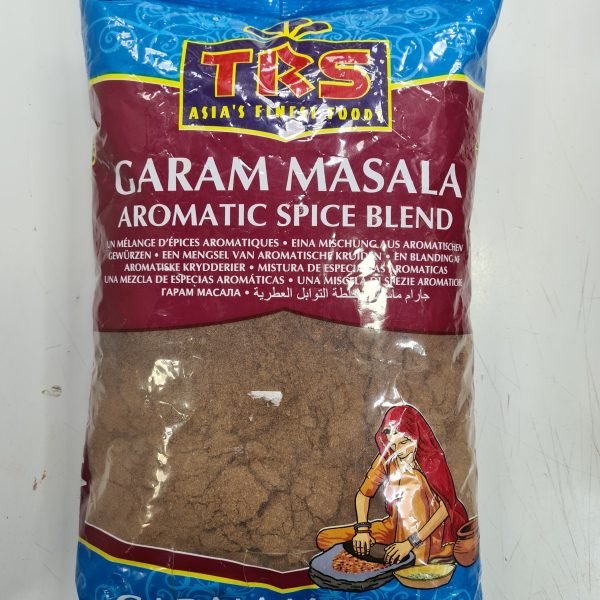 TRS
ASIA'S FINEST FOODS
GARAM MASALA
AROMATIC SPICE BLEND
UN MÉLANGE D'ÉPICES AROMATIQUES • EINA MISCHUNG AUS AROMATISCHEN
GEWÜRZEN • EEN MENGSEL VAN AROMATISCHE KRUIDEN • EN BLANDING AF
AROMATISKE KRYDDERIER • MISTURA DE ESPECIARIAS AROMATICAS
UNA MEZCLA DE ESPECIAS AROMÁTICAS • UNA MISCELA DI SPEZIE AROMATICHE
ГАРАМ МАСАЛА • جارام خلطة التوابل العطرية